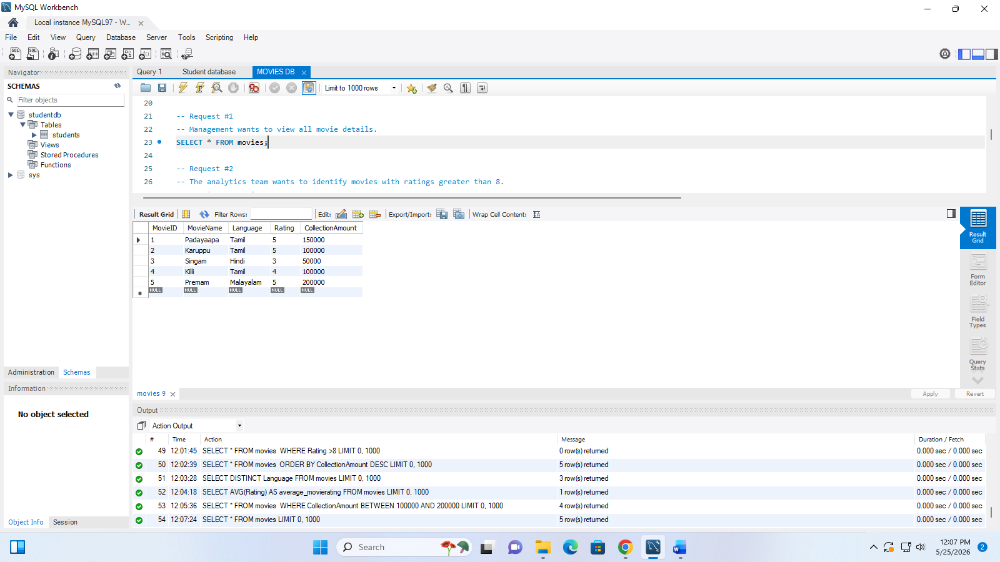 MySQL Workbench
Local instance MySQL97 - W...
File Edit View Query Database Server Tools Scripting Help
Navigator
SCHEMAS
Filter objects
studentdb
Tables
students
Views
Stored Procedures
Functions
sys
Administration Schemas
Information
No object selected
Object Info Session
Query 1 Student database MOVIES DB
Limit to 1000 rows
20
21 -- Request #1
22 -- Management wants to view all movie details.
23 SELECT * FROM movies;
24
25 -- Request #2
26 -- The analytics team wants to identify movies with ratings greater than 8.
Result Grid Filter Rows: Edit: Export/Import: Wrap Cell Content:
MovieID MovieName Language Rating CollectionAmount
1 Padayaapa Tamil 5 150000
2 Karuppu Tamil 5 100000
3 Singam Hindi 3 50000
4 Killi Tamil 4 100000
5 Premam Malayalam 5 200000
NULL NULL NULL NULL NULL
Result
Grid
Form
Editor
Field
Types
Query
Stats
movies 9
Apply Revert
Output
Action Output
# Time Action Message Duration / Fetch
49 12:01:45 SELECT * FROM movies WHERE Rating >8 LIMIT 0, 1000 0 row(s) returned 0.000 sec / 0.000 sec
50 12:02:39 SELECT * FROM movies ORDER BY CollectionAmount DESC LIMIT 0, 1000 5 row(s) returned 0.000 sec / 0.000 sec
51 12:03:28 SELECT DISTINCT Language FROM movies LIMIT 0, 1000 3 row(s) returned 0.000 sec / 0.000 sec
52 12:04:18 SELECT AVG(Rating) AS average_movierating FROM movies LIMIT 0, 1000 1 row(s) returned 0.000 sec / 0.000 sec
53 12:05:36 SELECT * FROM movies WHERE CollectionAmount BETWEEN 100000 AND 200000 LIMIT 0, 1000 4 row(s) returned 0.000 sec / 0.000 sec
54 12:07:24 SELECT * FROM movies LIMIT 0, 1000 5 row(s) returned 0.000 sec / 0.000 sec
Search
12:07 PM
5/25/2026
2